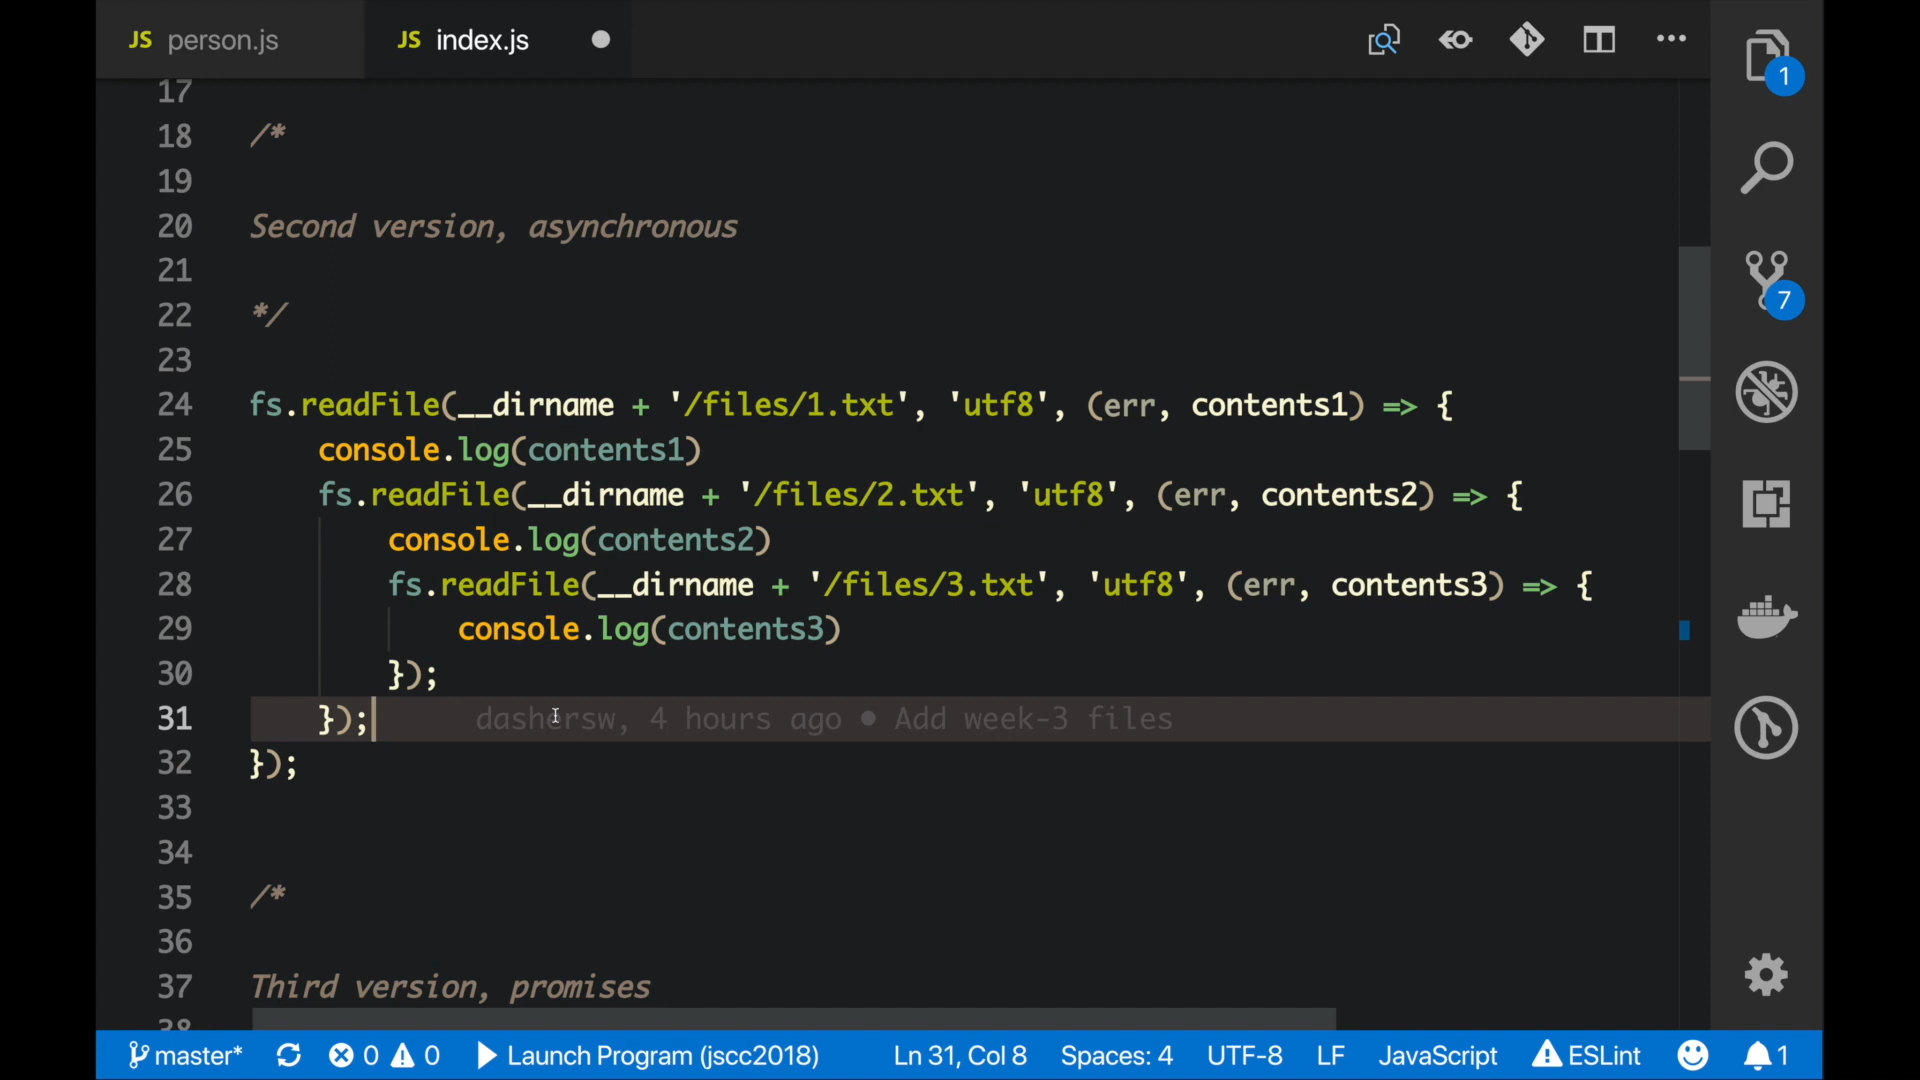 JS person.js JS index.js
1
7
17
18 /*
19
20 Second version, asynchronous
21
22 */
23
24 fs.readFile(__dirname + '/files/1.txt', 'utf8', (err, contents1) => {
25 console.log(contents1)
26 fs.readFile(__dirname + '/files/2.txt', 'utf8', (err, contents2) => {
27 console.log(contents2)
28 fs.readFile(__dirname + '/files/3.txt', 'utf8', (err, contents3) => {
29 console.log(contents3)
30 });
31 }); dashersw, 4 hours ago • Add week-3 files
32 });
33
34
35 /*
36
37 Third version, promises
38
master* 0 0 Launch Program (jscc2018) Ln 31, Col 8 Spaces: 4 UTF-8 LF JavaScript ESLint 1